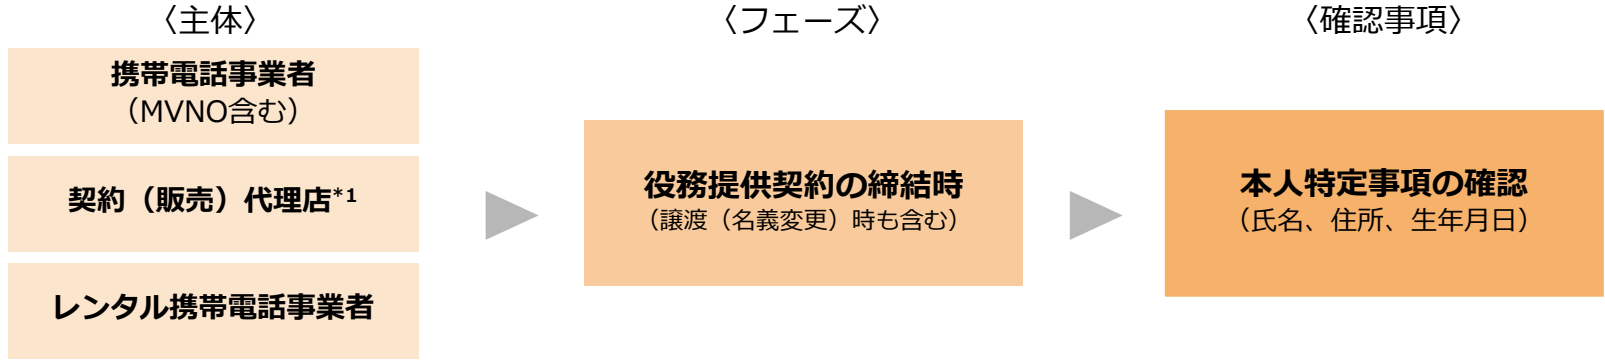 〈主体〉
携帯電話事業者
（MVNO含む）
契約（販売）代理店*1
レンタル携帯電話事業者
〈フェーズ〉
役務提供契約の締結時
（譲渡（名義変更）時も含む）
〈確認事項〉
本人特定事項の確認
（氏名、住所、生年月日）